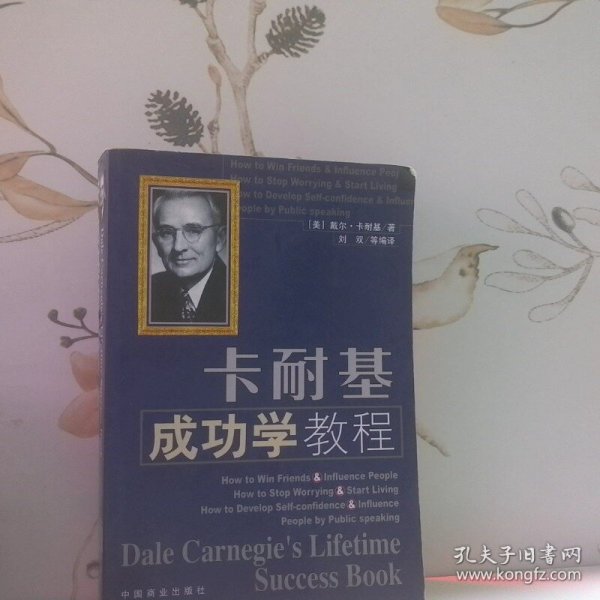 How to Win Friends & Influence Peop
How to Stop Worrying & Start Living
How to Develop Self-confidence & Influen
People by Public speaking
[美] 戴尔·卡耐基/著
刘 双/等编译
卡耐基
成功学教程
How to Win Friends & Influence People
How to Stop Worrying & Start Living
How to Develop Self-confidence & Influence
People by Public speaking
Dale Carnegie's Lifetime
Success Book
中国商业出版社
孔夫子旧书网
www.kongfz.com